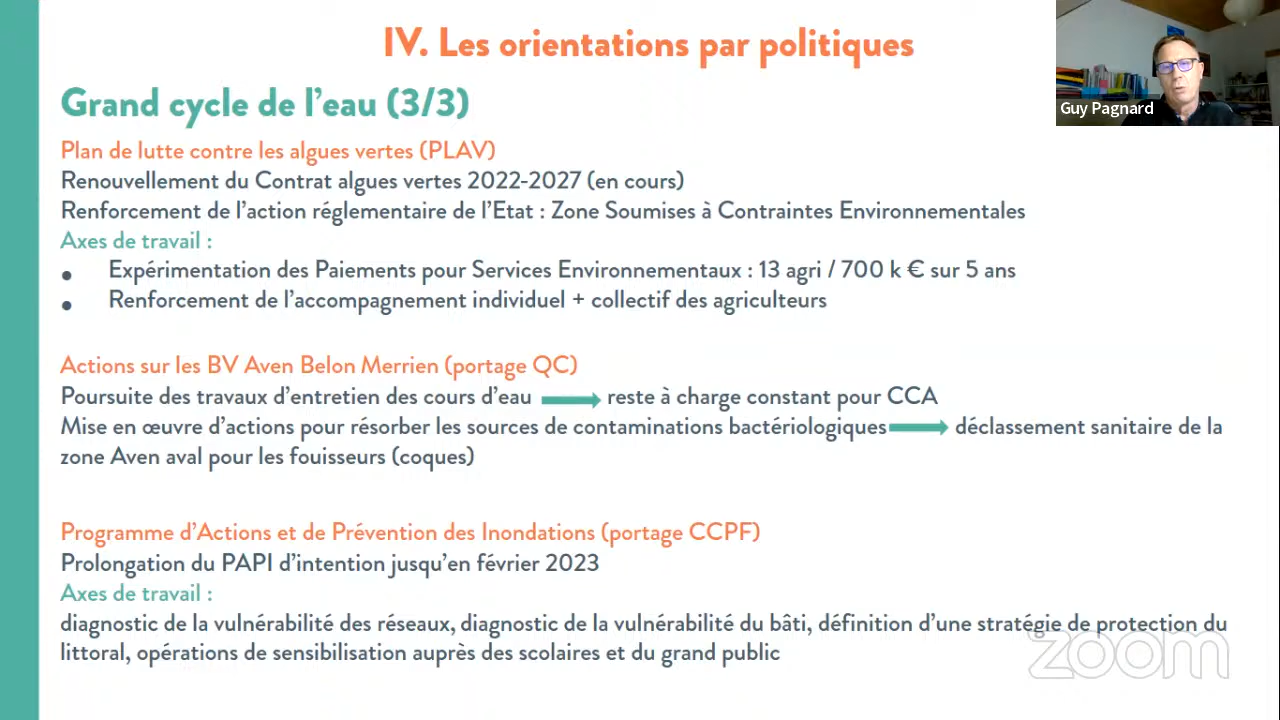 IV. Les orientations par politiques
Guy Pagnard
Grand cycle de l'eau (3/3)
Plan de lutte contre les algues vertes (PLAV)
Renouvellement du Contrat algues vertes 2022-2027 (en cours)
Renforcement de l'action réglementaire de l'Etat : Zone Soumises à Contraintes Environnementales
Axes de travail :
• Expérimentation des Paiements pour Services Environnementaux : 13 agri / 700 k € sur 5 ans
• Renforcement de l'accompagnement individuel + collectif des agriculteurs
Actions sur les BV Aven Belon Merrien (portage QC)
Poursuite des travaux d'entretien des cours d'eau → reste à charge constant pour CCA
Mise en œuvre d'actions pour résorber les sources de contaminations bactériologiques → déclassement sanitaire de la
zone Aven aval pour les fouisseurs (coques)
Programme d'Actions et de Prévention des Inondations (portage CCPF)
Prolongation du PAPI d'intention jusqu'en février 2023
Axes de travail :
diagnostic de la vulnérabilité des réseaux, diagnostic de la vulnérabilité du bâti, définition d'une stratégie de protection du
littoral, opérations de sensibilisation auprès des scolaires et du grand public
zoom